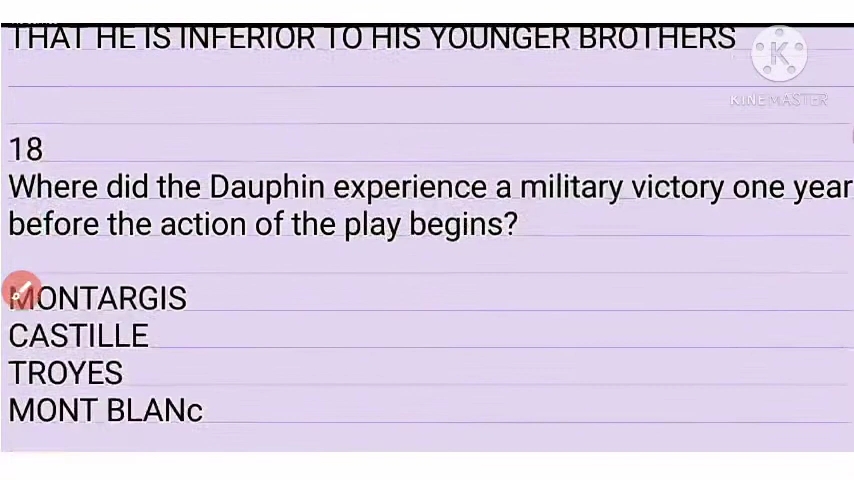 THAT HE IS INFERIOR TO HIS YOUNGER BROTHERS
K
KINEMASTER
18
Where did the Dauphin experience a military victory one year
before the action of the play begins?
MONTARGIS
CASTILLE
TROYES
MONT BLANc